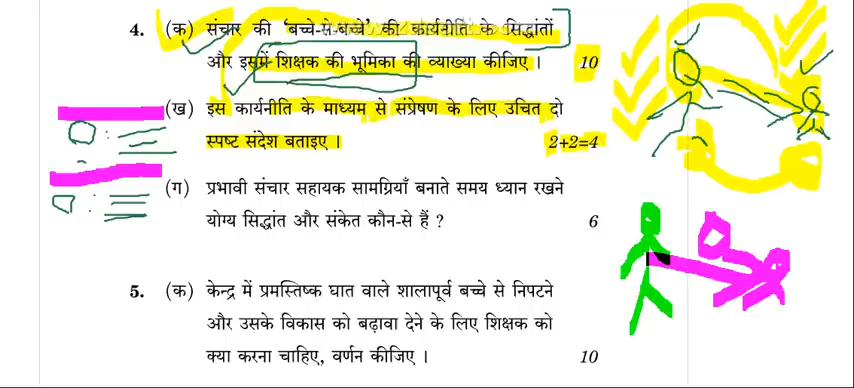 4. (क) संचार की 'बच्चे-से-बच्चे' की कार्यनीति के सिद्धांतों
और इसमें शिक्षक की भूमिका की व्याख्या कीजिए । 10
(ख) इस कार्यनीति के माध्यम से संप्रेषण के लिए उचित दो
स्पष्ट संदेश बताइए । 2+2=4
(ग) प्रभावी संचार सहायक सामग्रियाँ बनाते समय ध्यान रखने
योग्य सिद्धांत और संकेत कौन-से हैं ? 6
5. (क) केन्द्र में प्रमस्तिष्क घात वाले शालापूर्व बच्चे से निपटने
और उसके विकास को बढ़ावा देने के लिए शिक्षक को
क्या करना चाहिए, वर्णन कीजिए । 10